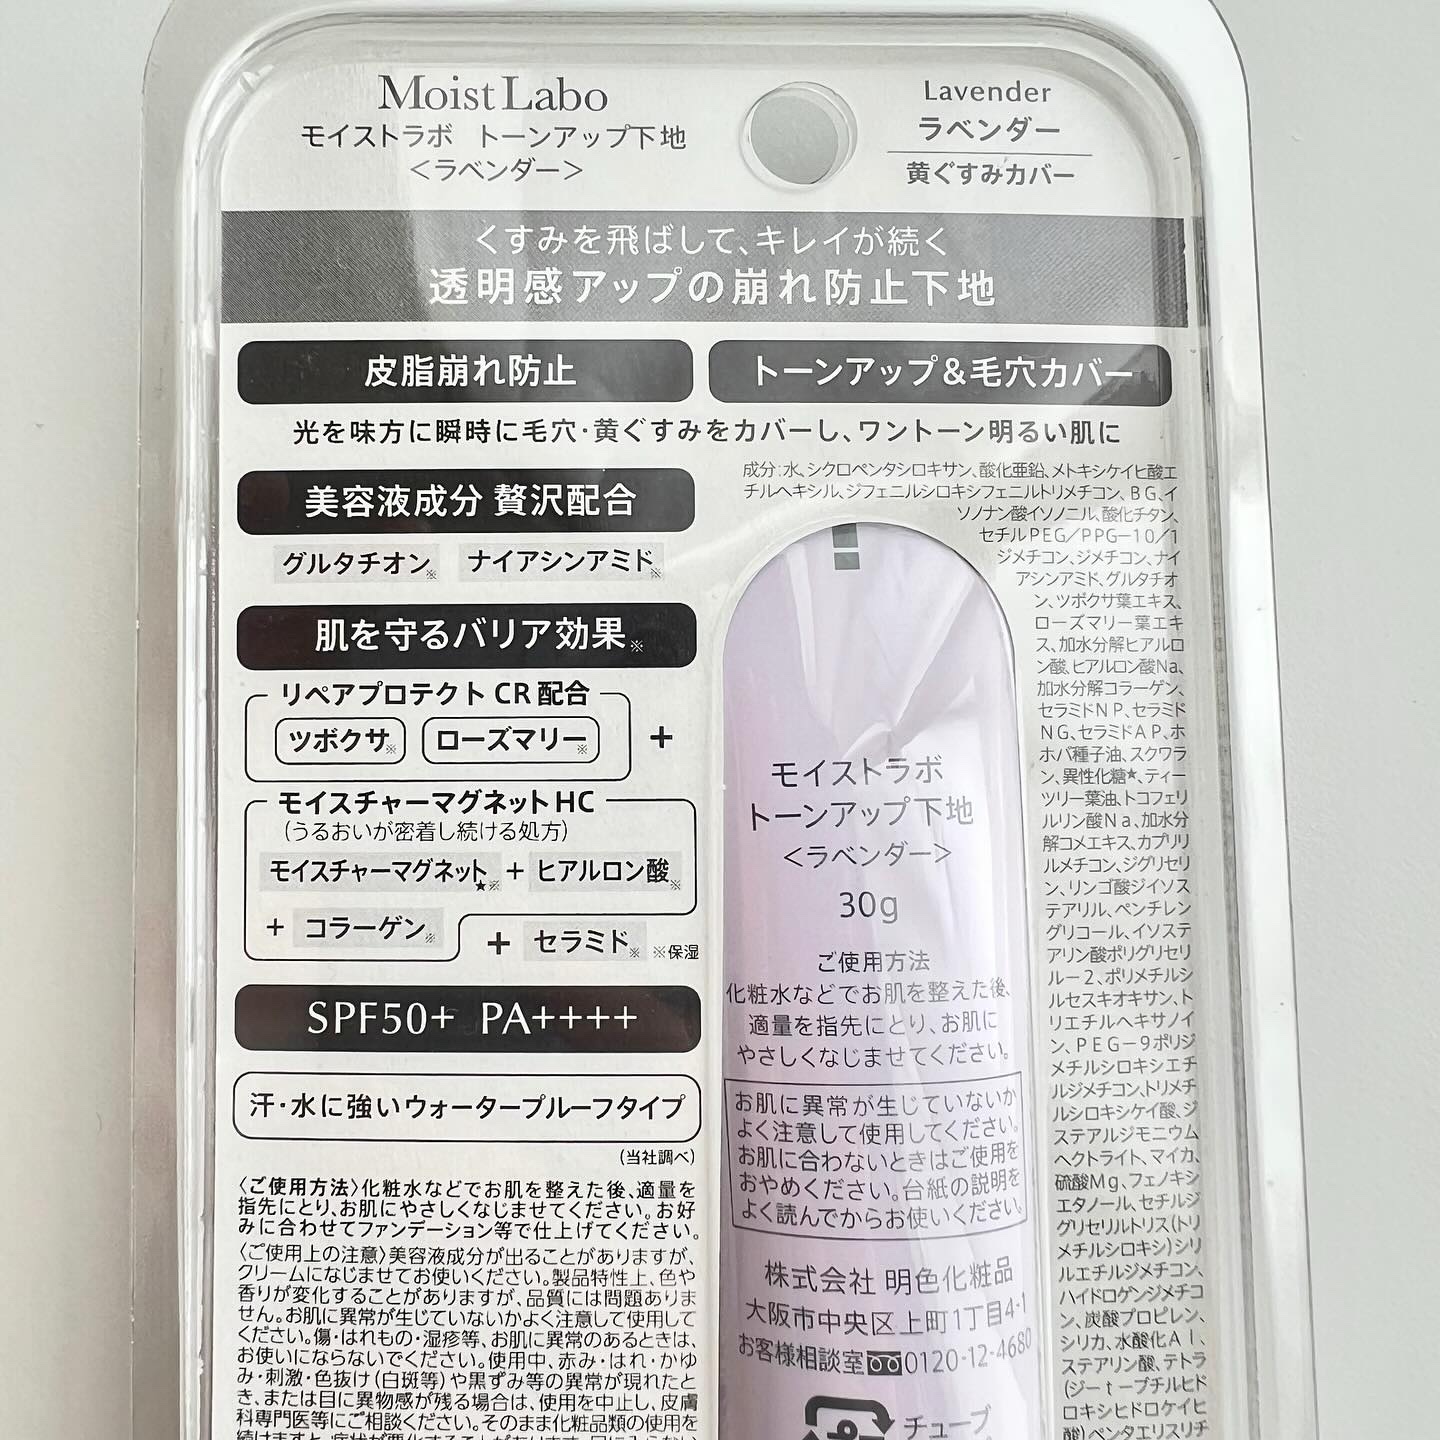 Moist Labo
モイストラボ トーンアップ下地
＜ラベンダー＞
Lavender
ラベンダー
黄ぐすみカバー
くすみを飛ばして、キレイが続く
透明感アップの崩れ防止下地
皮脂崩れ防止
トーンアップ&毛穴カバー
光を味方に瞬時に毛穴・黄ぐすみをカバーし、ワントーン明るい肌に
美容液成分 贅沢配合
グルタチオン※ ナイアシンアミド※
肌を守るバリア効果※
リペアプロテクト CR 配合
ツボクサ※ ローズマリー※ +
モイスチャーマグネット HC
(うるおいが密着し続ける処方)
モイスチャーマグネット★※ + ヒアルロン酸※
+ コラーゲン※ + セラミド※ ※保湿
SPF50+ PA++++
汗・水に強いウォータープルーフタイプ
(当社調べ)
〈ご使用方法〉化粧水などでお肌を整えた後、適量を
指先にとり、お肌にやさしくなじませてください。お好
みに合わせてファンデーション等で仕上げてください。
〈ご使用上の注意〉美容液成分が出ることがありますが、
クリームになじませてお使いください。製品特性上、色や
香りが変化することがありますが、品質には問題ありま
せん。お肌に異常が生じていないかよく注意して使用して
ください。傷・はれもの・湿疹等、お肌に異常のあるときは、
お使いにならないでください。使用中、赤み・はれ・かゆ
み・刺激・色抜け(白斑等)や黒ずみ等の異常が現れたと
き、または目に異物感が残る場合は、使用を中止し、皮膚
科専門医等にご相談ください。そのまま化粧品類の使用を
成分:水、シクロペンタシロキサン、酸化亜鉛、メトキシケイヒ酸エ
チルヘキシル、ジフェニルシロキシフェニルトリメチコン、BG、イ
ソノナン酸イソノニル、酸化チタン、
セチルPEG/PPG-10/1
ジメチコン、ジメチコン、ナイ
アシンアミド、グルタチオ
ン、ツボクサ葉エキス、
ローズマリー葉エキ
ス、加水分解ヒアルロ
ン酸、ヒアルロン酸Na、
加水分解コラーゲン、
セラミドNP、セラミド
NG、セラミドAP、ホ
ホバ種子油、スクワラ
ン、異性化糖★、ティー
ツリー葉油、トコフェリ
ルリン酸Na、加水分
解コメエキス、カプリリ
ルメチコン、ジグリセリ
ン、リンゴ酸ジイソス
テアリル、ペンチレン
グリコール、イソステ
アリン酸ポリグリセリ
ル-2、ポリメチルシ
ルセスキオキサン、ト
リエチルヘキサノイ
ン、PEG-9ポリジ
メチルシロキシエチ
ルジメチコン、トリメチ
ルシロキシケイ酸、ジ
ステアルジモニウム
ヘクトライト、マイカ、
硫酸Mg、フェノキシ
エタノール、セチルジ
グリセリルトリス(トリ
メチルシロキシ)シリ
ルエチルジメチコン、
ハイドロゲンジメチコ
ン、炭酸プロピレン、
シリカ、水酸化Al、
ステアリン酸、テトラ
(ジ-t-ブチルヒド
ロキシヒドロケイヒ
酸)ペンタエリスリチ
モイストラボ
トーンアップ下地
＜ラベンダー＞
30g
ご使用方法
化粧水などでお肌を整えた後、
適量を指先にとり、お肌に
やさしくなじませてください。
お肌に異常が生じていないか
よく注意して使用してください。
お肌に合わないときはご使用を
おやめください。台紙の説明を
よく読んでからお使いください。
株式会社 明色化粧品
大阪市中央区上町1丁目4-1
お客様相談室 0120-12-4680
チューブ